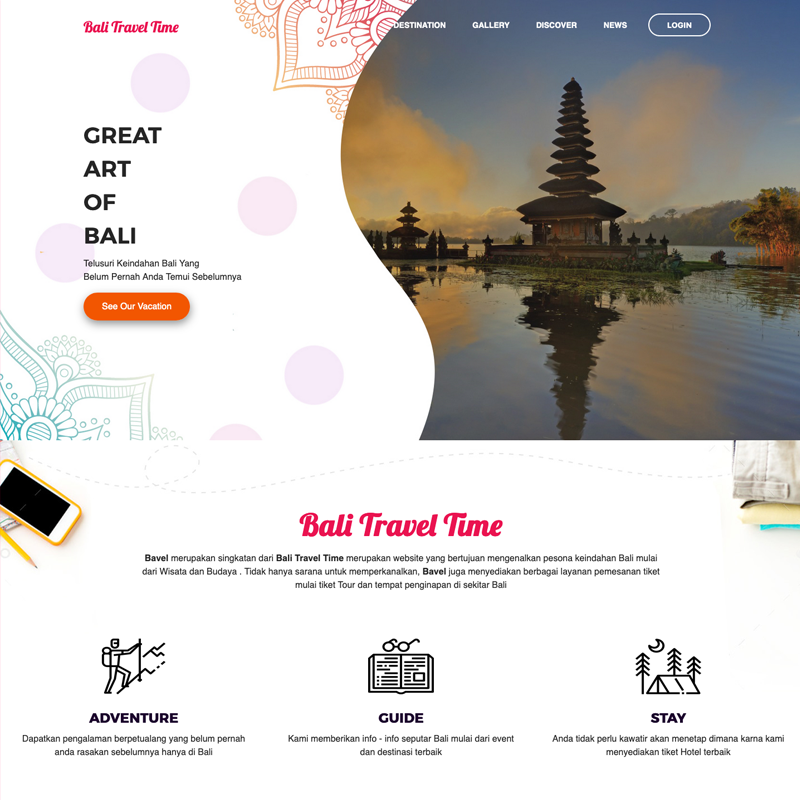 Bali Travel Time
DESTINATION GALLERY DISCOVER NEWS LOGIN
GREAT
ART
OF
BALI
Telusuri Keindahan Bali Yang
Belum Pernah Anda Temui Sebelumnya
See Our Vacation
Bali Travel Time
Bavel merupakan singkatan dari Bali Travel Time merupakan website yang bertujuan mengenalkan pesona keindahan Bali mulai
dari Wisata dan Budaya . Tidak hanya sarana untuk memperkanalkan, Bavel juga menyediakan berbagai layanan pemesanan tiket
mulai tiket Tour dan tempat penginapan di sekitar Bali
ADVENTURE
Dapatkan pengalaman berpetualang yang belum pernah
anda rasakan sebelumnya hanya di Bali
GUIDE
Kami memberikan info - info seputar Bali mulai dari event
dan destinasi terbaik
STAY
Anda tidak perlu kawatir akan menetap dimana karna kami
menyediakan tiket Hotel terbaik